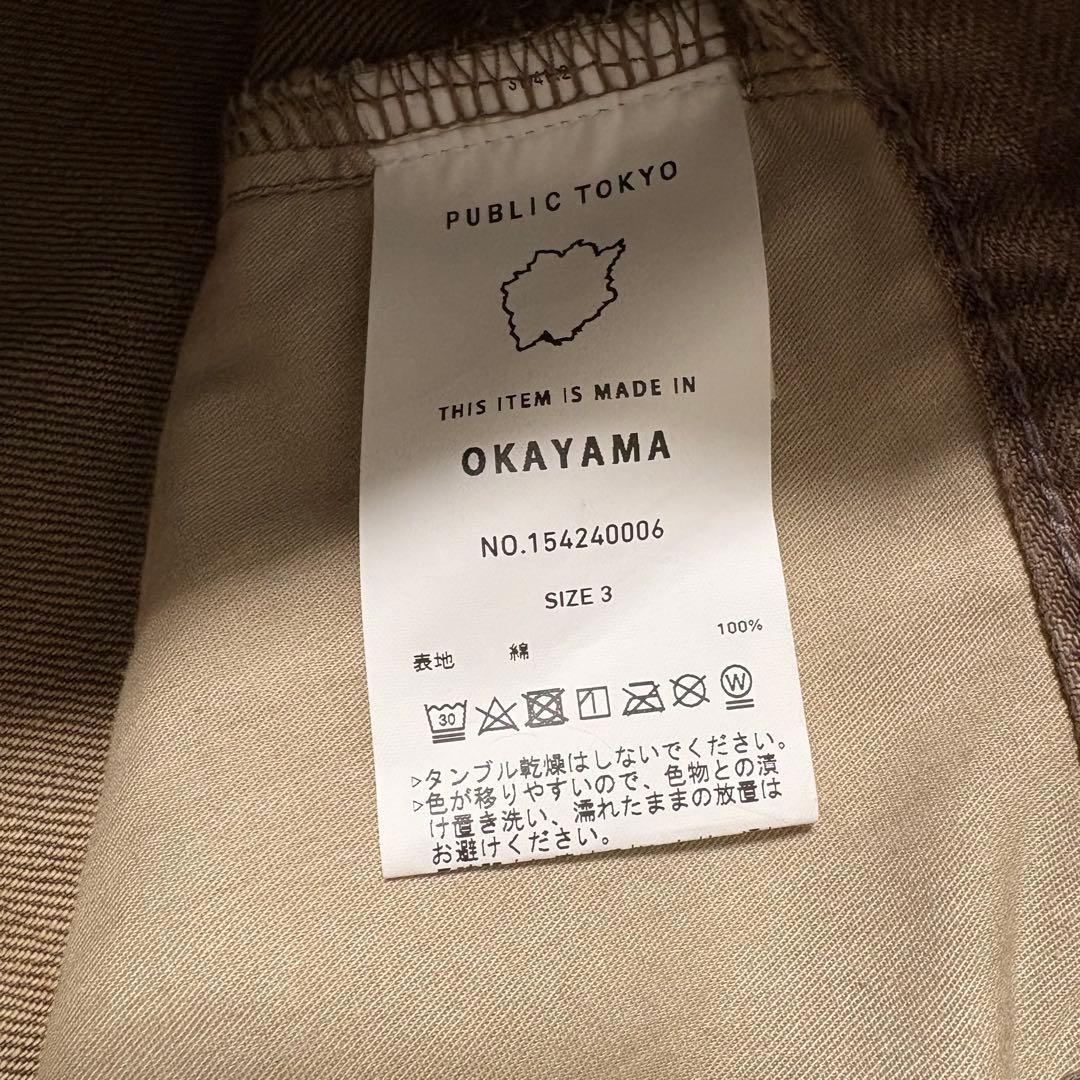 PUBLIC TOKYO
THIS ITEM IS MADE IN
OKAYAMA
NO.154240006
SIZE 3
表地 綿 100%
30 W
▷タンブル乾燥はしないでください。
▷色が移りやすいので、色物との漬
け置き洗い、濡れたままの放置は
お避けください。